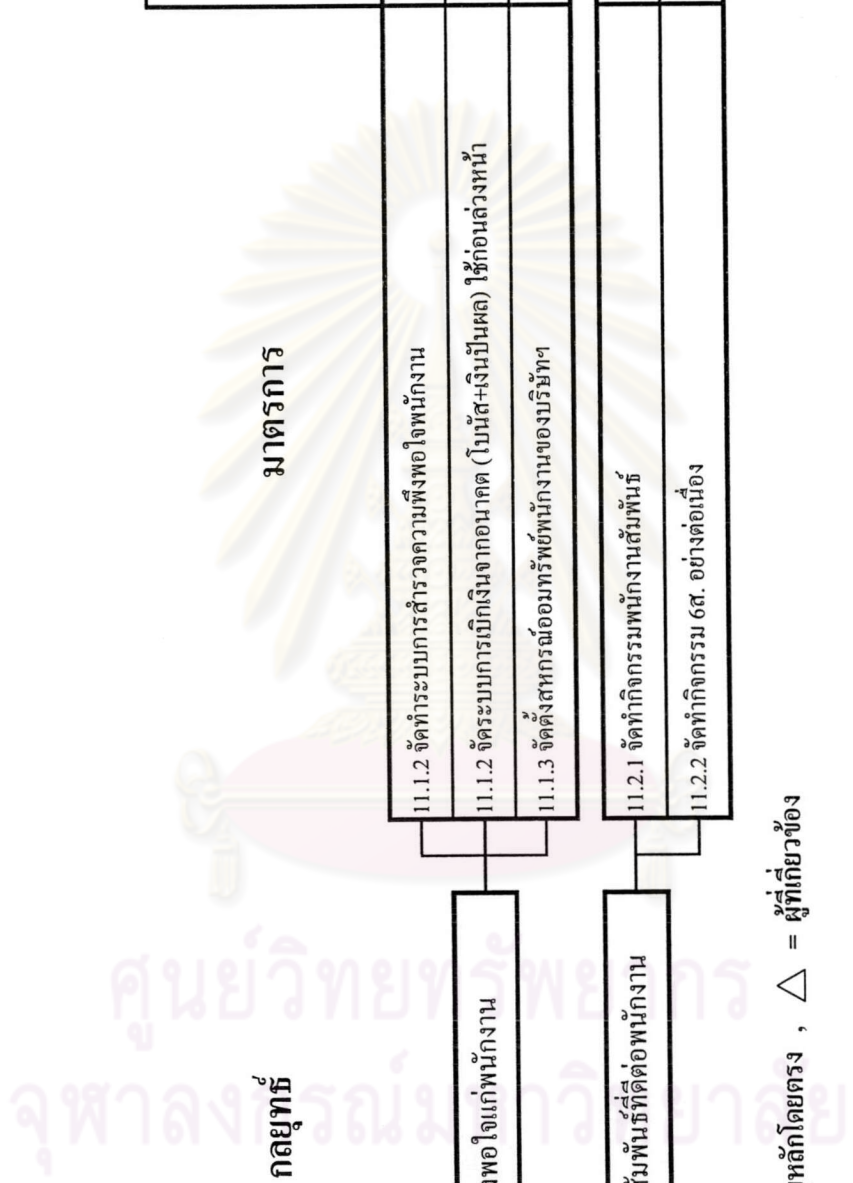 กลยุทธ์
มาตรการ
พอใจแก่พนักงาน
11.1.2 จัดทำระบบการสำรวจความพึงพอใจพนักงาน
11.1.2 จัดระบบการเบิกเงินจากอนาคต (โบนัส+เงินปันผล) ใช้ก่อนล่วงหน้า
11.1.3 จัดตั้งสหกรณ์ออมทรัพย์พนักงานของบริษัทฯ
สัมพันธ์ที่ดีต่อพนักงาน
11.2.1 จัดทำกิจกรรมพนักงานสัมพันธ์
11.2.2 จัดทำกิจกรรม 6ส. อย่างต่อเนื่อง
หลักโดยตรง , △ = ผู้ที่เกี่ยวข้อง
ศูนย์วิทยทรัพยากร
จุฬาลงกรณ์มหาวิทยาลัย